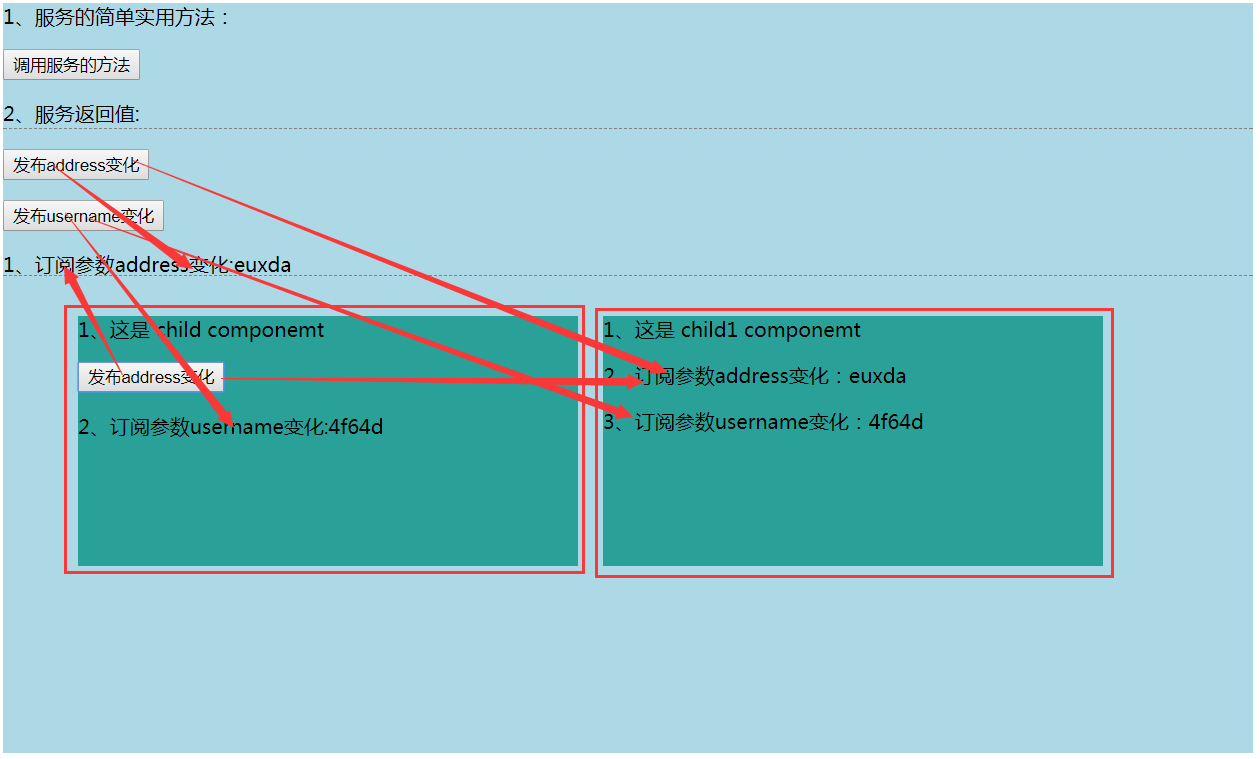 1、服务的简单实用方法：
调用服务的方法
2、服务返回值:
发布address变化
发布username变化
1、订阅参数address变化:euxda
1、这是 child componemt
发布address变化
2、订阅参数username变化:4f64d
1、这是 child1 componemt
2、订阅参数address变化：euxda
3、订阅参数username变化：4f64d